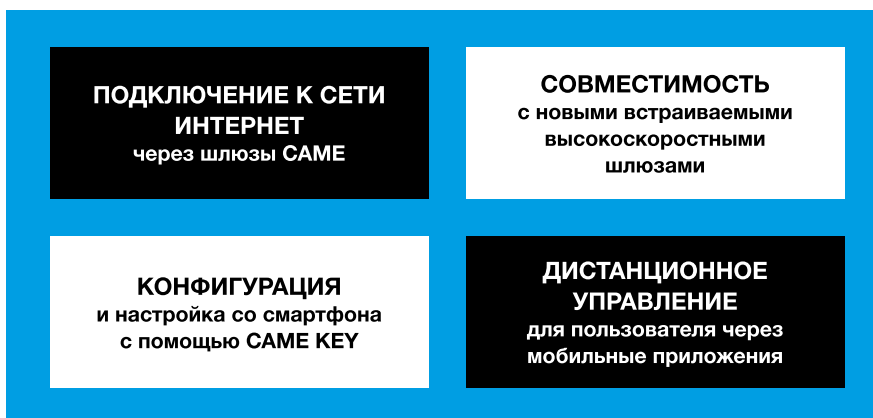 ПОДКЛЮЧЕНИЕ К СЕТИ
ИНТЕРНЕТ
через шлюзы CAME
СОВМЕСТИМОСТЬ
с новыми встраиваемыми
высокоскоростными
шлюзами
КОНФИГУРАЦИЯ
и настройка со смартфона
с помощью CAME KEY
ДИСТАНЦИОННОЕ
УПРАВЛЕНИЕ
для пользователя через
мобильные приложения